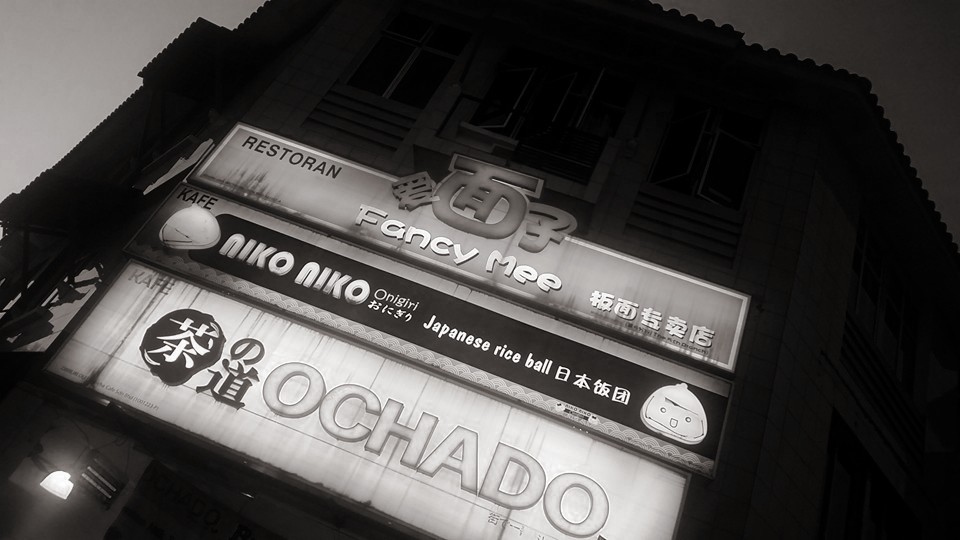 RESTORAN
面子
Fancy Mee
板面专卖店
KAFE
NIKO NIKO
Onigiri
おにぎり
Japanese rice ball 日本饭团
KAFE
茶の道
OCHADO